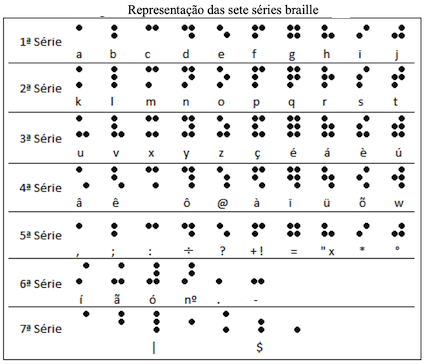 Representação das sete séries braille
1ª Série
a b c d e f g h i j
2ª Série
k l m n o p q r s t
3ª Série
u v x y z ç é á è ú
4ª Série
â ê ô @ à ï ü õ w
5ª Série
, ; : ÷ ? +! = " x * °
6ª Série
í ã ó nº . -
7ª Série
| $